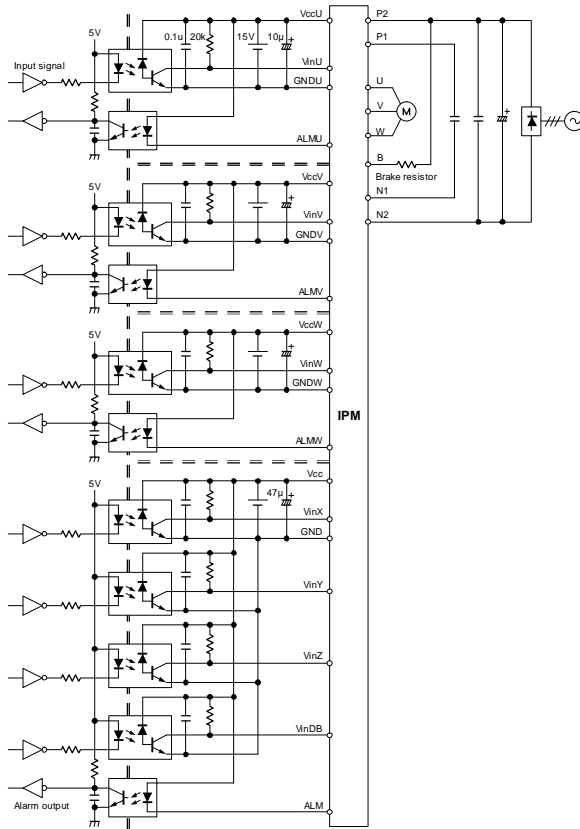 VccU
P2
5V
P1
Input signal
0.1u
20k
15V
10μ
VinU
GNDU
U
V
M
W
ALMU
B
Brake resistor
VccV
5V
N1
VinV
N2
GNDV
ALMV
VccW
5V
VinW
GNDW
IPM
ALMW
Vcc
5V
47μ
VinX
GND
VinY
VinZ
VinDB
Alarm output
ALM